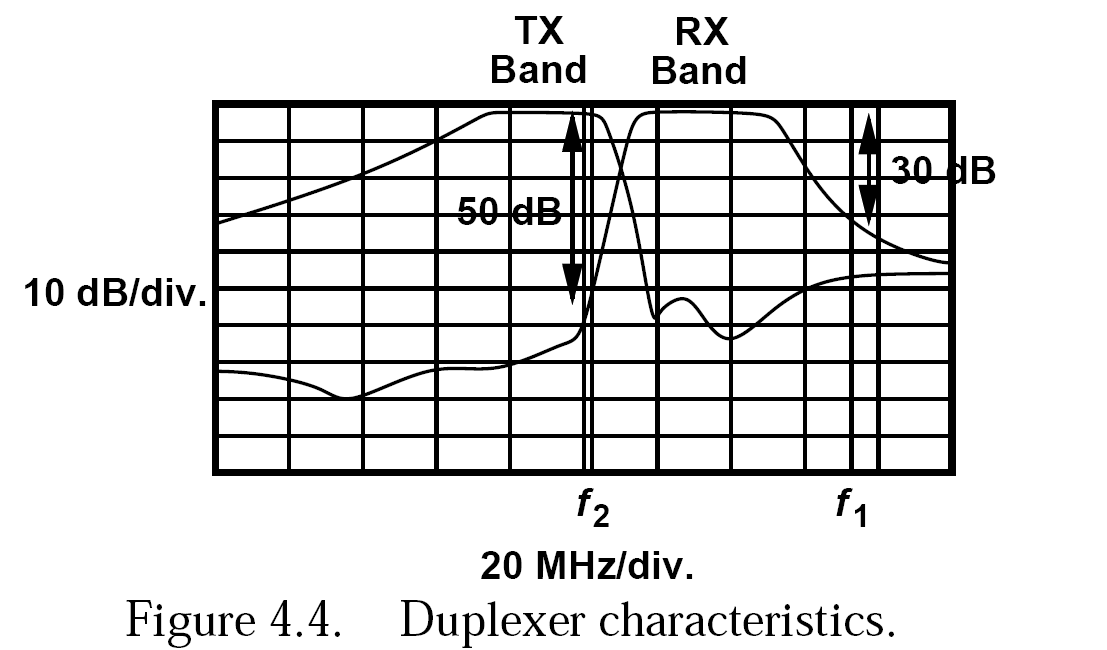 TX RX
Band Band
30 dB
50 dB
10 dB/div.
f2 f1
20 MHz/div.
Figure 4.4. Duplexer characteristics.